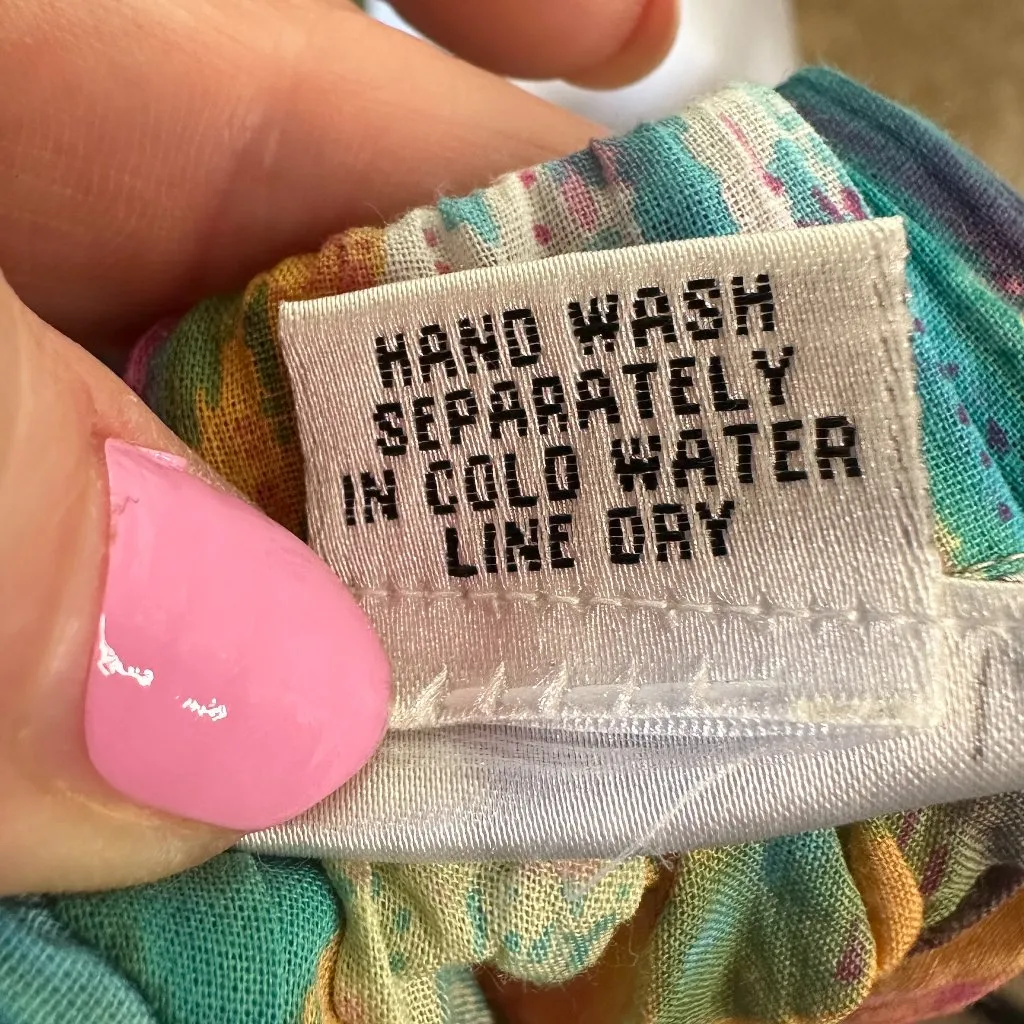 HAND WASH
SEPARATELY
IN COLD WATER
LINE DRY